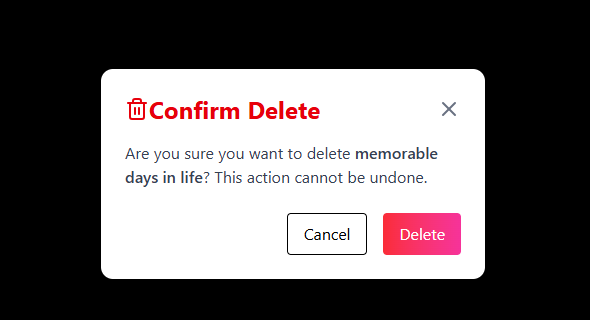 Confirm Delete
Are you sure you want to delete memorable
days in life? This action cannot be undone.
Cancel
Delete